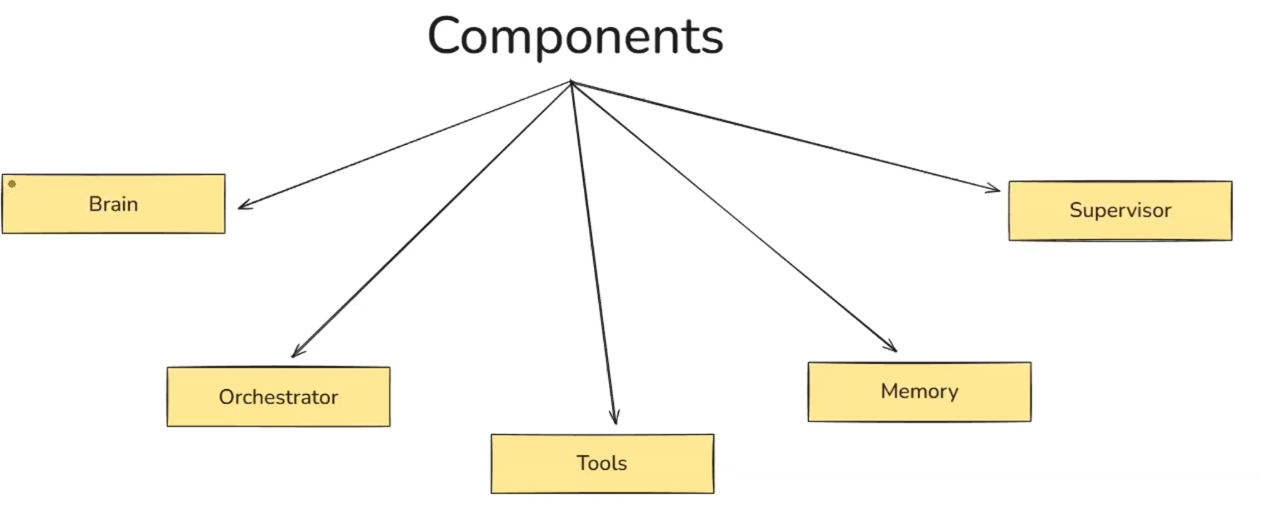 Components
Brain
Supervisor
Orchestrator
Memory
Tools